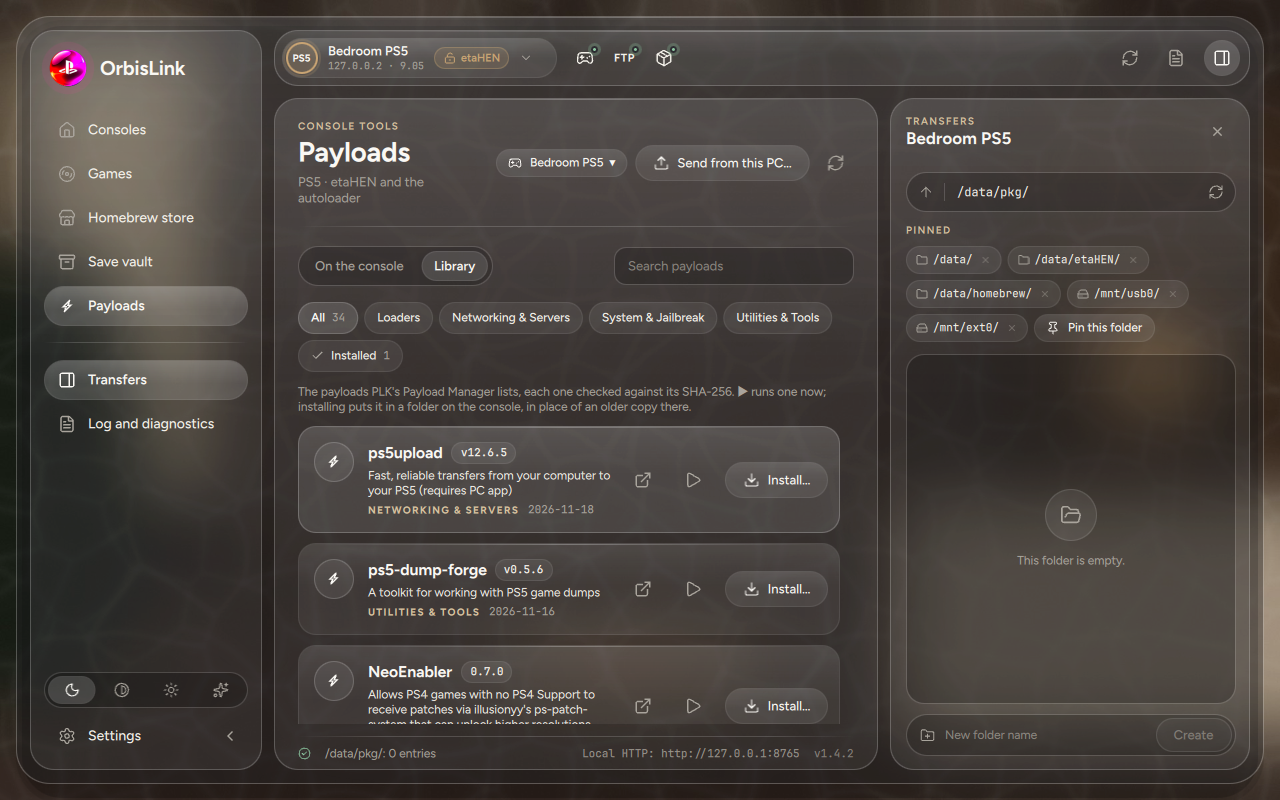 OrbisLink
Consoles
Games
Homebrew store
Save vault
Payloads
Transfers
Log and diagnostics
Settings
PS5
Bedroom PS5
127.0.0.2 · 9.05
etaHEN
FTP
CONSOLE TOOLS
Payloads
PS5 · etaHEN and the
autoloader
Bedroom PS5 ▾
Send from this PC...
On the console
Library
Search payloads
All 34
Loaders
Networking & Servers
System & Jailbreak
Utilities & Tools
Installed 1
The payloads PLK's Payload Manager lists, each one checked against its SHA-256. ▶ runs one now;
installing puts it in a folder on the console, in place of an older copy there.
ps5upload v12.6.5
Fast, reliable transfers from your computer to
your PS5 (requires PC app)
NETWORKING & SERVERS 2026-11-18
Install...
ps5-dump-forge v0.5.6
A toolkit for working with PS5 game dumps
UTILITIES & TOOLS 2026-11-16
Install...
NeoEnabler 0.7.0
Allows PS4 games with no PS4 Support to
receive patches via illusionyy's ps-patch-
system that can unlock higher resolutions
Install...
/data/pkg/: 0 entries
Local HTTP: http://127.0.0.1:8765 v1.4.2
TRANSFERS
Bedroom PS5
/data/pkg/
PINNED
/data/ ×
/data/etaHEN/ ×
/data/homebrew/ ×
/mnt/usb0/ ×
/mnt/ext0/ ×
Pin this folder
This folder is empty.
New folder name
Create